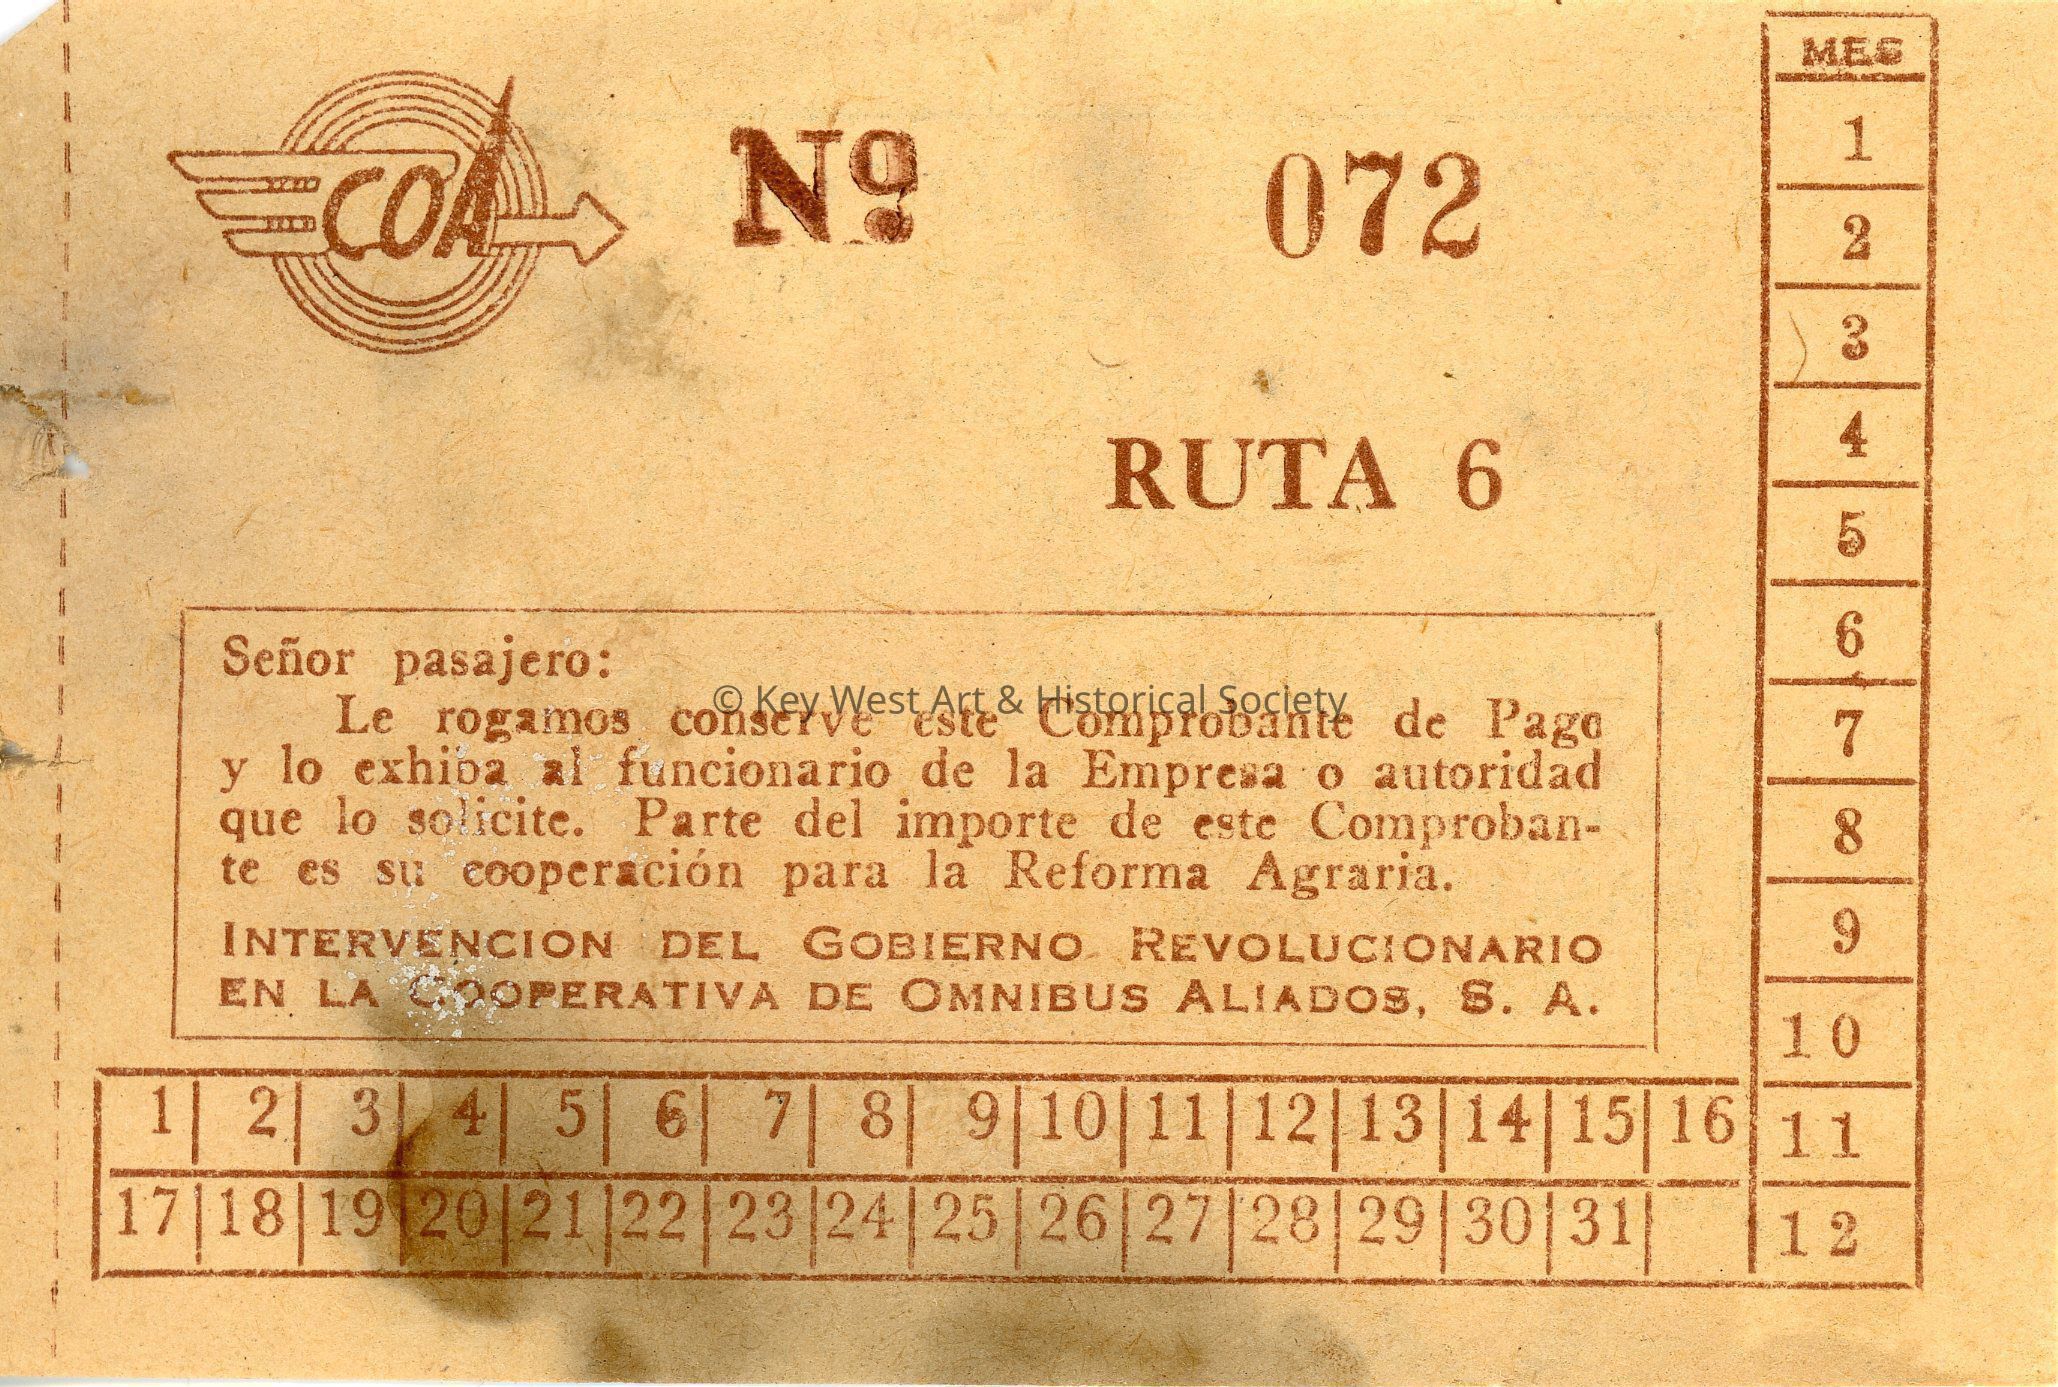 COA
Nº 072
RUTA 6
Señor pasajero:
Le rogamos conserve este Comprobante de Pago
y lo exhiba al funcionario de la Empresa o autoridad
que lo solicite. Parte del importe de este Comproban-
te es su cooperación para la Reforma Agraria.
INTERVENCION DEL GOBIERNO REVOLUCIONARIO
EN LA COOPERATIVA DE OMNIBUS ALIADOS, S. A.
© Key West Art & Historical Society
1 2 3 4 5 6 7 8 9 10 11 12 13 14 15 16
17 18 19 20 21 22 23 24 25 26 27 28 29 30 31
MES
1
2
3
4
5
6
7
8
9
10
11
12